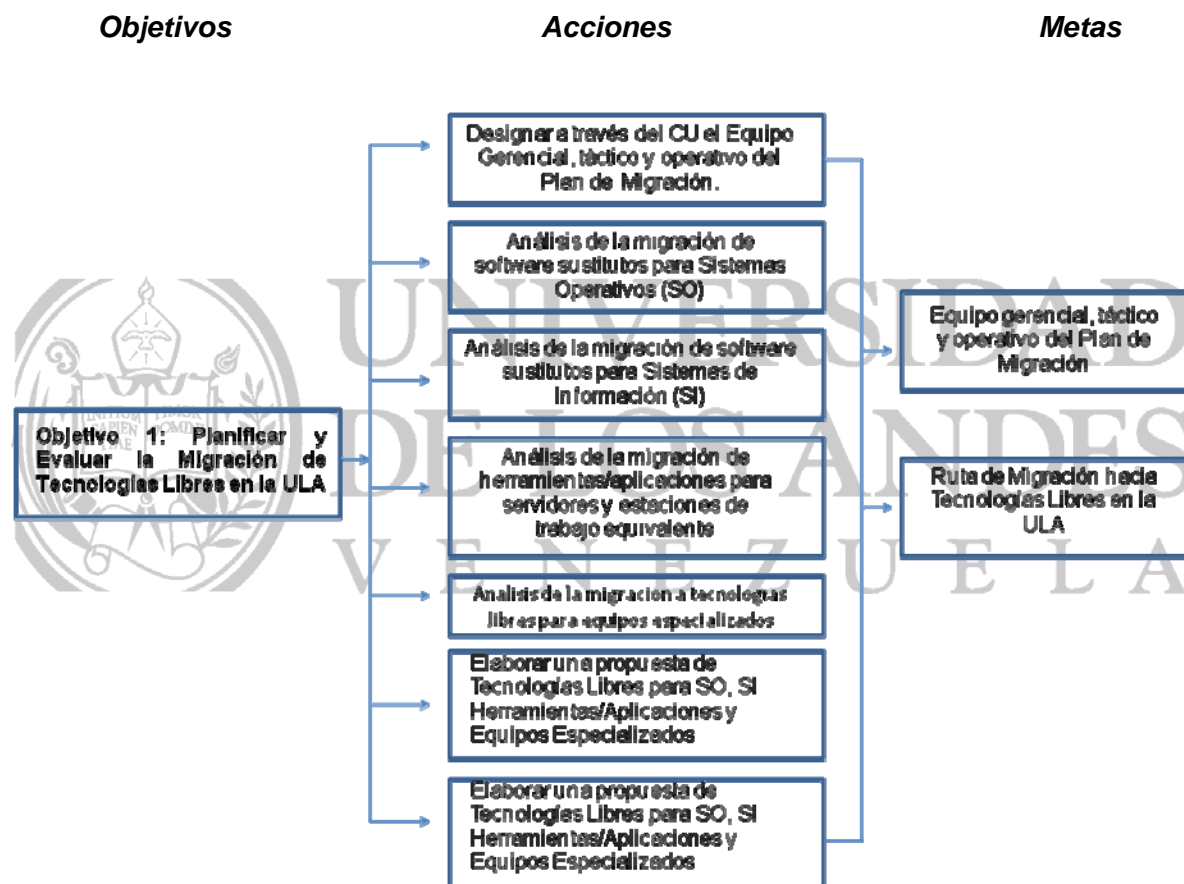 Objetivos
Acciones
Metas
Designar a través del CU el Equipo
Gerencial, táctico y operativo del
Plan de Migración.
Análisis de la migración de
software sustitutos para Sistemas
Operativos (SO)
Análisis de la migración de software
sustitutos para Sistemas de
Información (SI)
Objetivo 1: Planificar y
Evaluar la Migración de
Tecnologías Libres en la ULA
Análisis de la migración de
herramientas/aplicaciones para
servidores y estaciones de
trabajo equivalente
Analisis de la migracion a tecnologias
libres para equipos especializados
Elaborar una propuesta de
Tecnologías Libres para SO, SI
Herramientas/Aplicaciones y
Equipos Especializados
Elaborar una propuesta de
Tecnologías Libres para SO, SI
Herramientas/Aplicaciones y
Equipos Especializados
Equipo gerencial, táctico
y operativo del Plan de
Migración
Ruta de Migración hacia
Tecnologías Libres en la
ULA
UNIVERSIDAD
DE LOS ANDES
VENEZUELA
INITIUM TIMOR
SAPIEN DOMINI